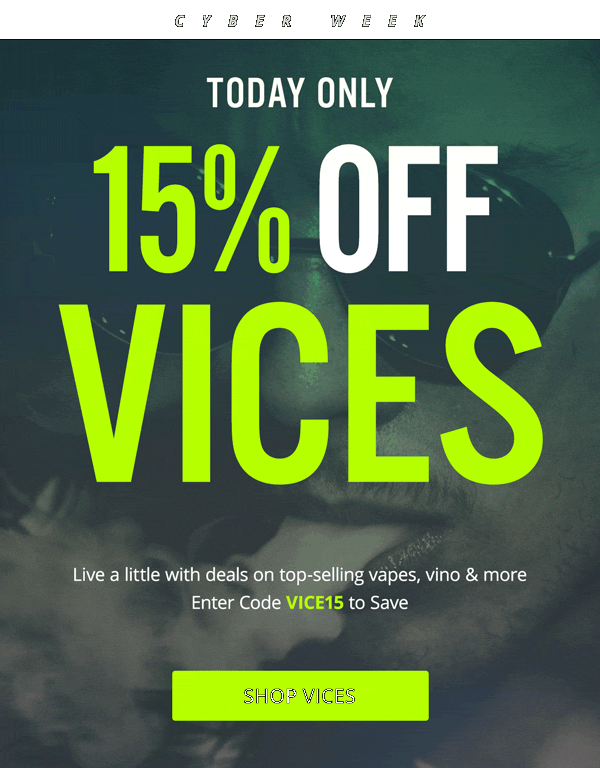 CYBER WEEK
TODAY ONLY
15% OFF
VICES
Live a little with deals on top-selling vapes, vino & more
Enter Code VICE15 to Save
SHOP VICES